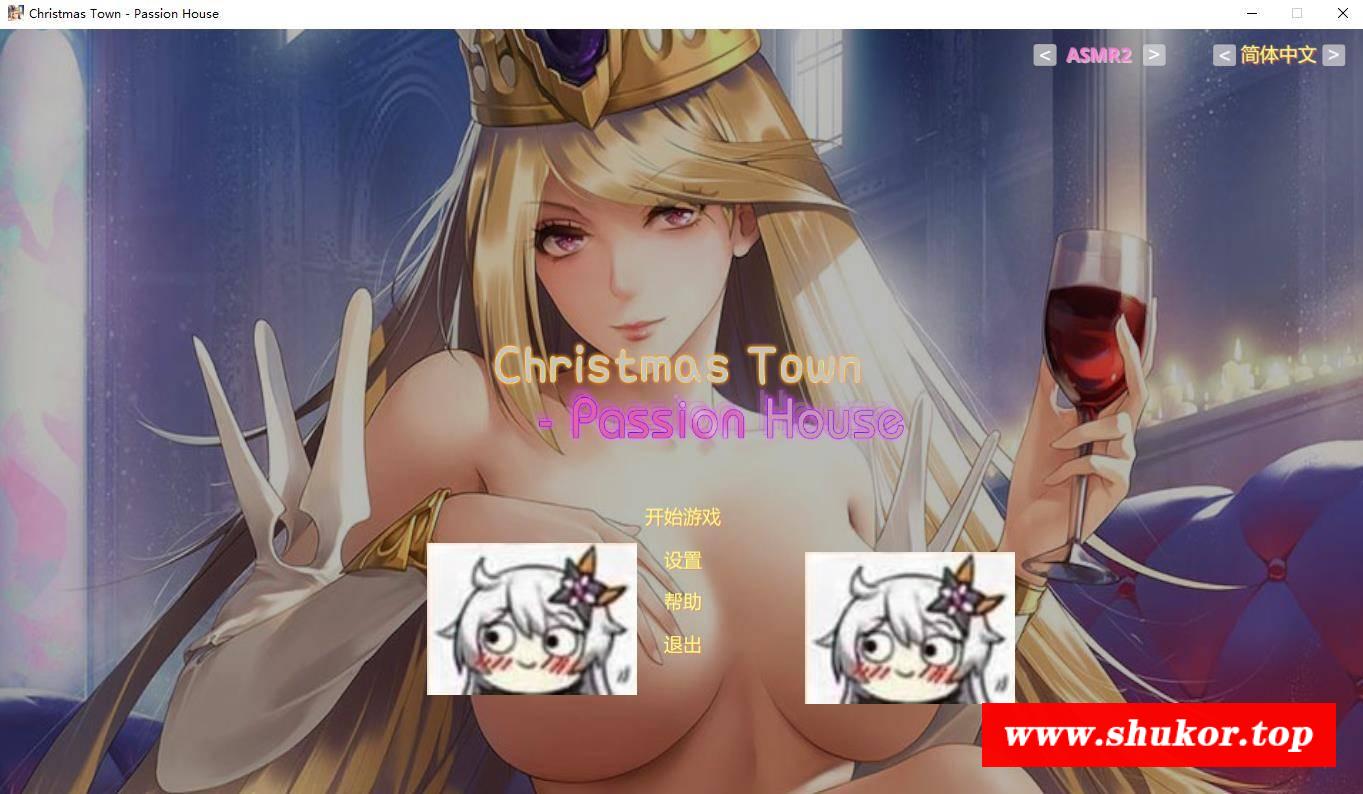 Christmas Town - Passion House
< ASMR2 > < 简体中文 >
Christmas Town
- Passion House
开始游戏
设置
帮助
退出
www.shukor.top